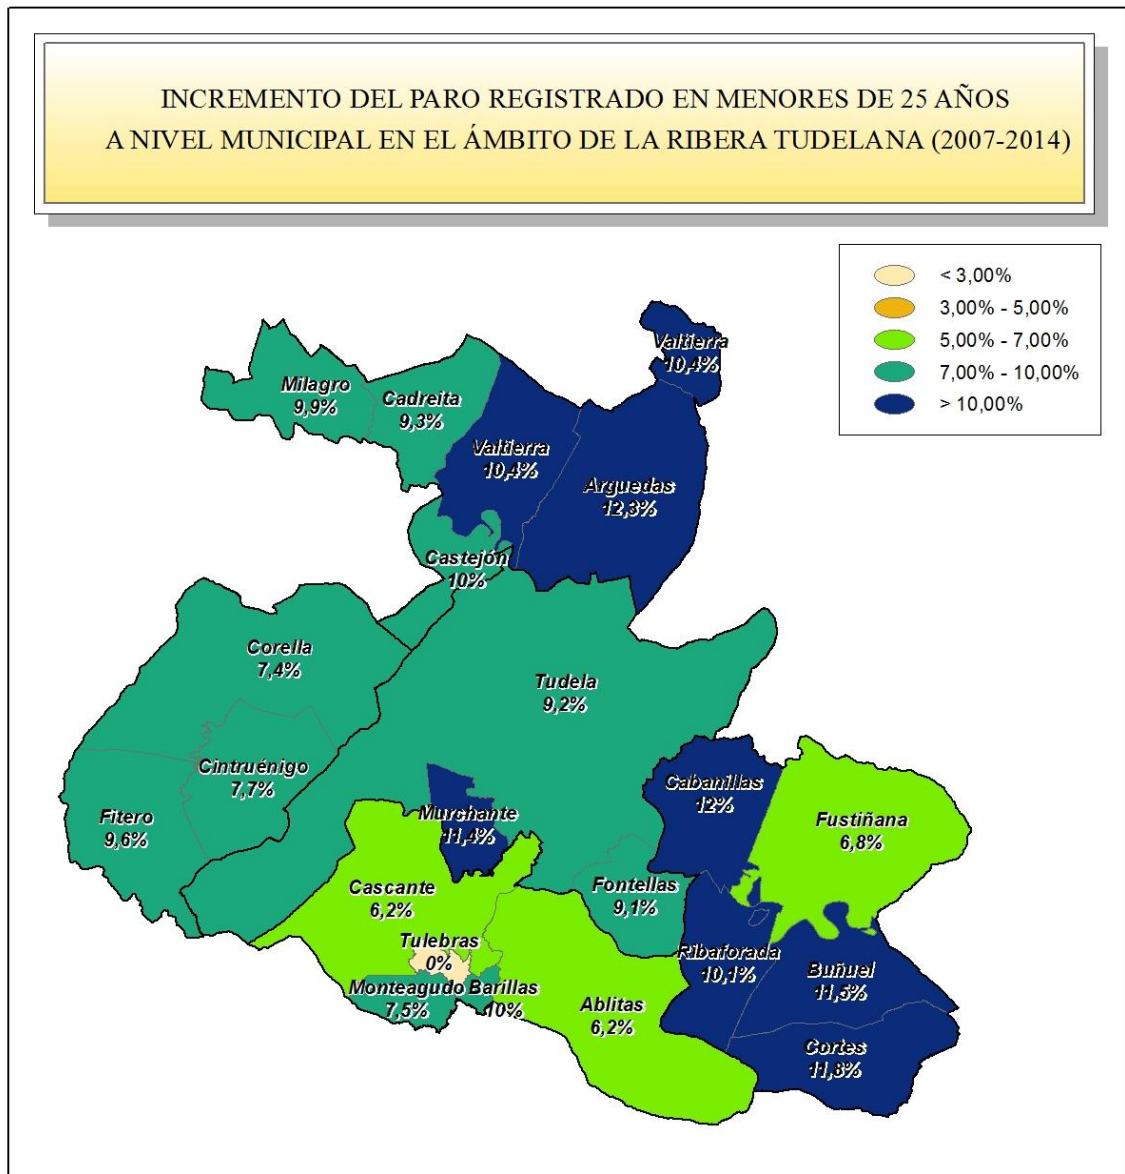 INCREMENTO DEL PARO REGISTRADO EN MENORES DE 25 AÑOS
A NIVEL MUNICIPAL EN EL ÁMBITO DE LA RIBERA TUDELANA (2007-2014)
< 3,00%
3,00% - 5,00%
5,00% - 7,00%
7,00% - 10,00%
> 10,00%
Valtierra
10,4%
Milagro
9,9%
Cadreita
9,3%
Valtierra
10,4%
Arguedas
12,3%
Castejón
10%
Corella
7,4%
Tudela
9,2%
Cintruénigo
7,7%
Fitero
9,6%
Murchante
11,4%
Cabanillas
12%
Fustiñana
6,8%
Cascante
6,2%
Fontellas
9,1%
Tulebras
0%
Ribaforada
10,1%
Buñuel
11,5%
Monteagudo
7,5%
Barillas
10%
Ablitas
6,2%
Cortes
11,8%